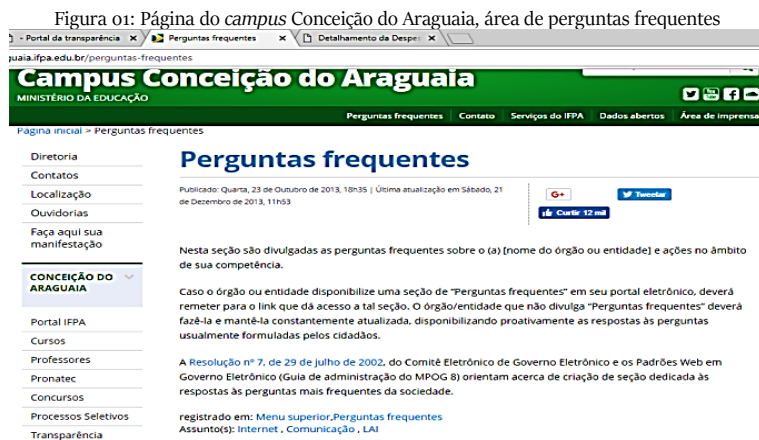 Figura 01: Página do campus Conceição do Araguaia, área de perguntas frequentes
- Portal da transparência x Perguntas frequentes x Detalhamento da Despes x
guaia.ifpa.edu.br/perguntas-frequentes
Campus Conceição do Araguaia
MINISTÉRIO DA EDUCAÇÃO
Perguntas frequentes Contato Serviços do IFPA Dados abertos Área de imprensa
Página inicial > Perguntas frequentes
Diretoria
Contatos
Localização
Ouvidorias
Faça aqui sua
manifestação
CONCEIÇÃO DO
ARAGUAIA
Portal IFPA
Cursos
Professores
Pronatec
Concursos
Processos Seletivos
Transparência
Perguntas frequentes
Publicado: Quarta, 23 de Outubro de 2013, 18h35 | Última atualização em Sábado, 21
de Dezembro de 2013, 11h53
G+ Tweetar
Curtir 12 mil
Nesta seção são divulgadas as perguntas frequentes sobre o (a) [nome do órgão ou entidade] e ações no âmbito
de sua competência.
Caso o órgão ou entidade disponibilize uma seção de "Perguntas frequentes" em seu portal eletrônico, deverá
remeter para o link que dá acesso a tal seção. O órgão/entidade que não divulga "Perguntas frequentes" deverá
fazê-la e mantê-la constantemente atualizada, disponibilizando proativamente as respostas às perguntas
usualmente formuladas pelos cidadãos.
A Resolução nº 7, de 29 de julho de 2002, do Comitê Eletrônico de Governo Eletrônico e os Padrões Web em
Governo Eletrônico (Guia de administração do MPOG 8) orientam acerca de criação de seção dedicada às
respostas às perguntas mais frequentes da sociedade.
registrado em: Menu superior,Perguntas frequentes
Assunto(s): Internet , Comunicação , LAI